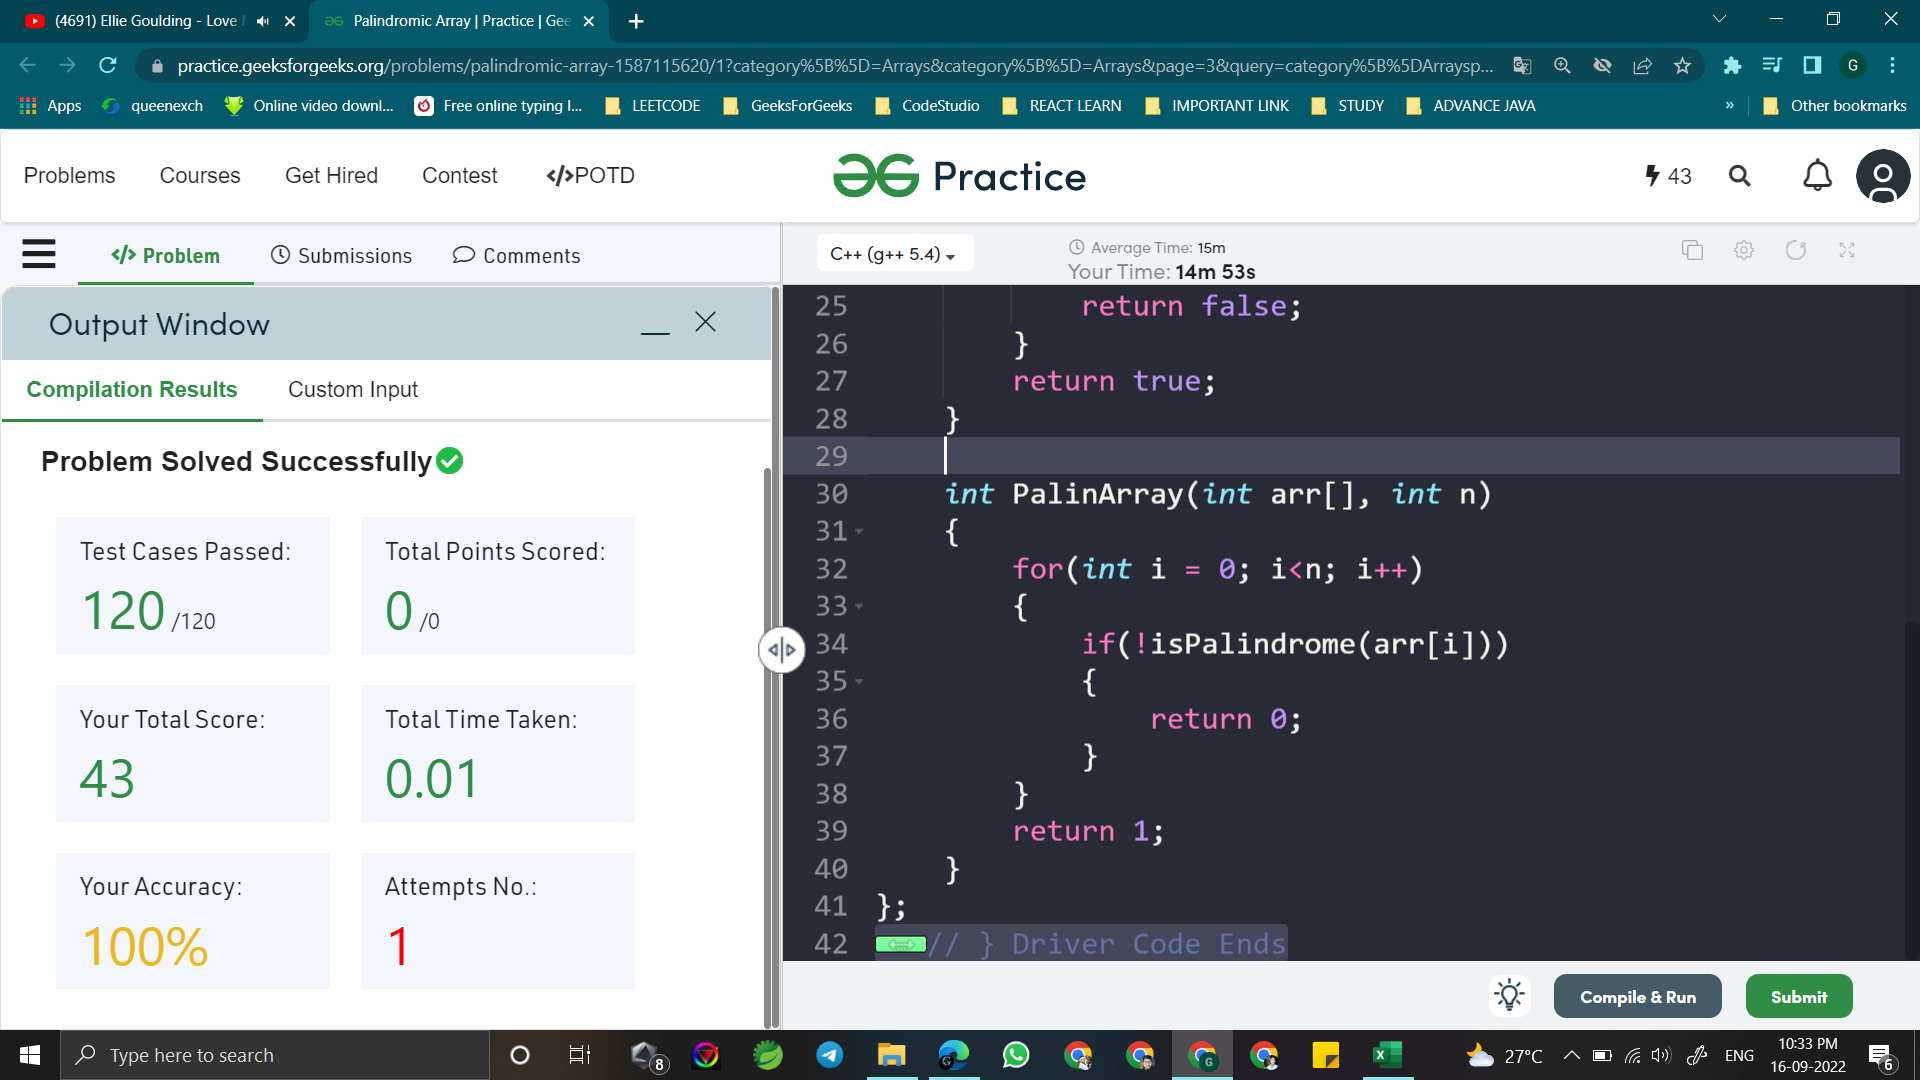 (4691) Ellie Goulding - Love
Palindromic Array | Practice | Gee
practice.geeksforgeeks.org/problems/palindromic-array-1587115620/1?category%5B%5D=Arrays&category%5B%5D=Arrays&page=3&query=category%5B%5DArraysp...
G
Apps
queenexch
Online video downl...
Free online typing l...
LEETCODE
GeeksForGeeks
CodeStudio
REACT LEARN
IMPORTANT LINK
STUDY
ADVANCE JAVA
»
Other bookmarks
Problems
Courses
Get Hired
Contest
</>POTD
Practice
43
</> Problem
Submissions
Comments
C++ (g++ 5.4)
Average Time: 15m
Your Time: 14m 53s
Output Window
Compilation Results
Custom Input
Problem Solved Successfully
Test Cases Passed:
120 /120
Total Points Scored:
0 /0
Your Total Score:
43
Total Time Taken:
0.01
Your Accuracy:
100%
Attempts No.:
1
25 return false;
26 }
27 return true;
28 }
29
30 int PalinArray(int arr[], int n)
31 {
32 for(int i = 0; i<n; i++)
33 {
34 if(!isPalindrome(arr[i]))
35 {
36 return 0;
37 }
38 }
39 return 1;
40 }
41 };
42 // } Driver Code Ends
Compile & Run
Submit
Type here to search
8
27°C
ENG
10:33 PM
16-09-2022
6